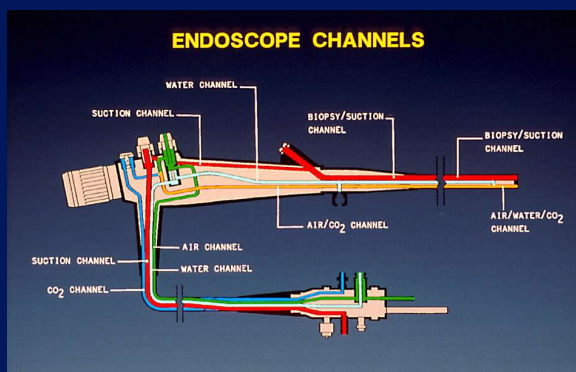 ENDOSCOPE CHANNELS
WATER CHANNEL
SUCTION CHANNEL
BIOPSY/SUCTION
CHANNEL
BIOPSY/SUCTION
CHANNEL
AIR/CO₂ CHANNEL
AIR/WATER/CO₂
CHANNEL
AIR CHANNEL
SUCTION CHANNEL
WATER CHANNEL
CO₂ CHANNEL